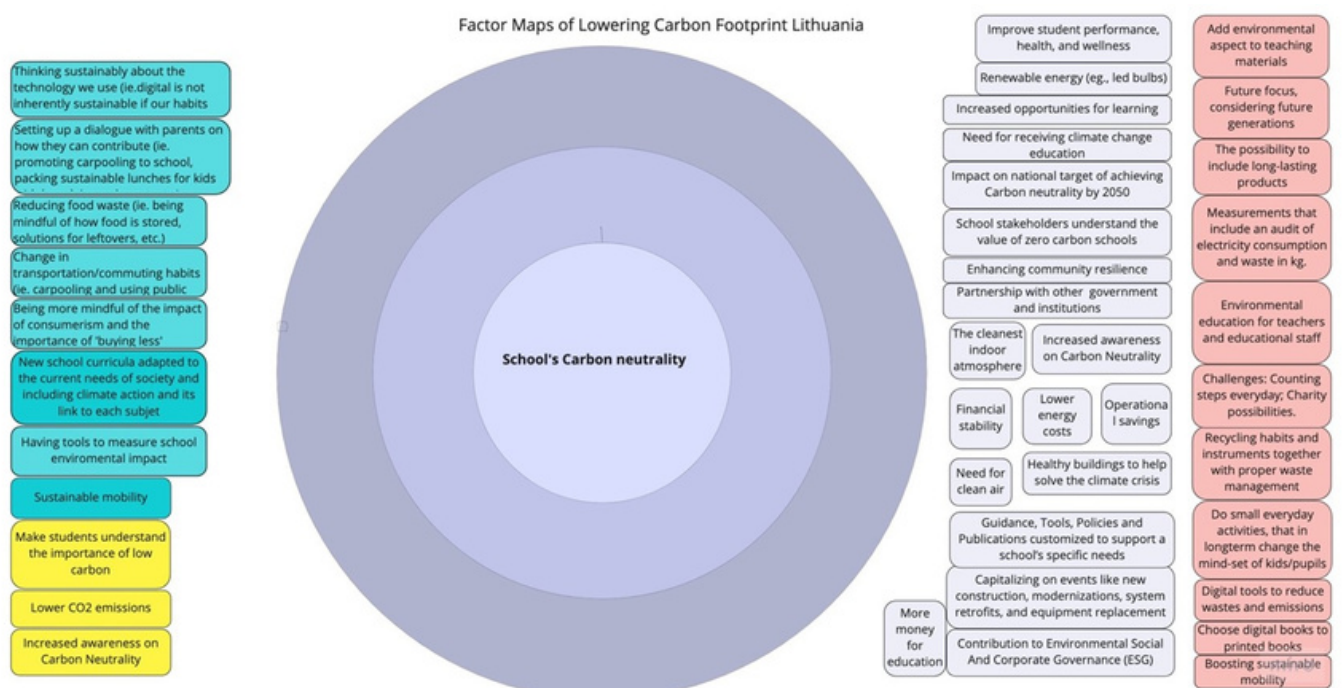 Factor Maps of Lowering Carbon Footprint Lithuania
Thinking sustainably about the
technology we use (ie.digital is not
inherently sustainable if our habits
Setting up a dialogue with parents on
how they can contribute (ie.
promoting carpooling to school,
packing sustainable lunches for kids
Reducing food waste (ie. being
mindful of how food is stored,
solutions for leftovers, etc.)
Change in
transportation/commuting habits
(ie. carpooling and using public
Being more mindful of the impact
of consumerism and the
importance of 'buying less'
New school curricula adapted to
the current needs of society and
including climate action and its
link to each subjet
Having tools to measure school
enviromental impact
Sustainable mobility
Make students understand
the importance of low
carbon
Lower CO2 emissions
Increased awareness on
Carbon Neutrality
School's Carbon neutrality
Improve student performance,
health, and wellness
Renewable energy (eg., led bulbs)
Increased opportunities for learning
Need for receiving climate change
education
Impact on national target of achieving
Carbon neutrality by 2050
School stakeholders understand the
value of zero carbon schools
Enhancing community resilience
Partnership with other government
and institutions
The cleanest
indoor
atmosphere
Increased awareness
on Carbon Neutrality
Financial
stability
Lower
energy
costs
Operationa
l savings
Need for
clean air
Healthy buildings to help
solve the climate crisis
Guidance, Tools, Policies and
Publications customized to support a
school's specific needs
Capitalizing on events like new
construction, modernizations, system
retrofits, and equipment replacement
More
money
for
education
Contribution to Environmental Social
And Corporate Governance (ESG)
Add environmental
aspect to teaching
materials
Future focus,
considering future
generations
The possibility to
include long-lasting
products
Measurements that
include an audit of
electricity consumption
and waste in kg.
Environmental
education for teachers
and educational staff
Challenges: Counting
steps everyday; Charity
possibilities.
Recycling habits and
instruments together
with proper waste
management
Do small everyday
activities, that in
longterm change the
mind-set of kids/pupils
Digital tools to reduce
wastes and emissions
Choose digital books to
printed books
Boosting sustainable
mobility